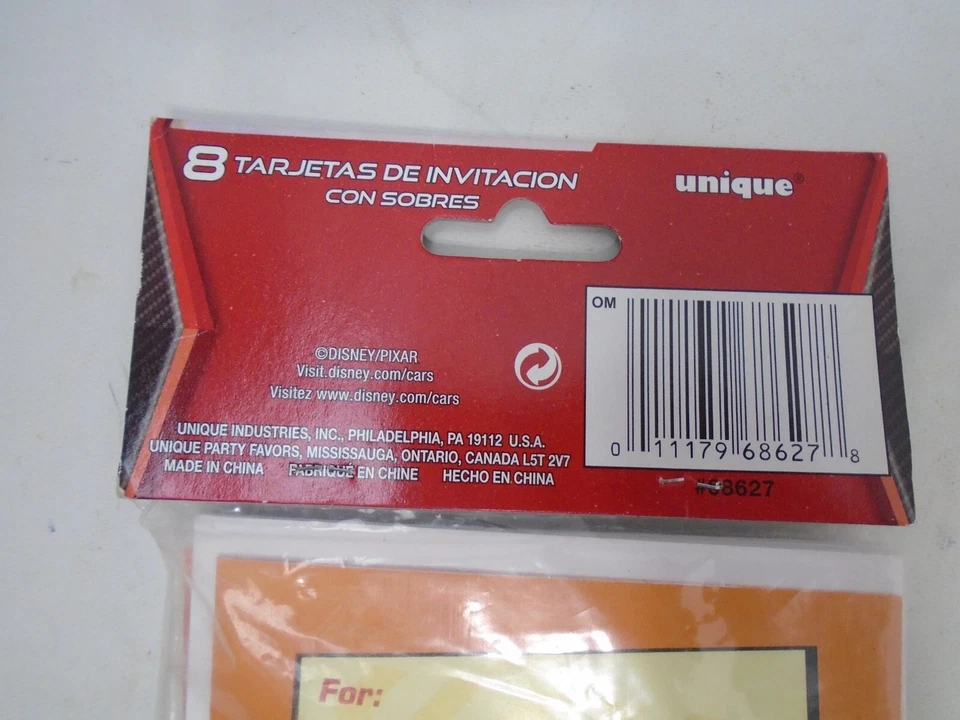 8 TARJETAS DE INVITACION
CON SOBRES
unique®
OM
0 11179 68627 8
#68627
©DISNEY/PIXAR
Visit.disney.com/cars
Visitez www.disney.com/cars
UNIQUE INDUSTRIES, INC., PHILADELPHIA, PA 19112 U.S.A.
UNIQUE PARTY FAVORS, MISSISSAUGA, ONTARIO, CANADA L5T 2V7
MADE IN CHINA FABRIQUÉ EN CHINE HECHO EN CHINA
For: